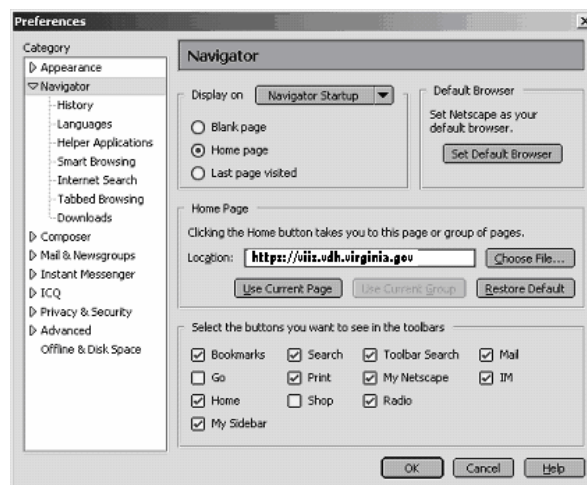 Preferences
Category
Appearance
Navigator
History
Languages
Helper Applications
Smart Browsing
Internet Search
Tabbed Browsing
Downloads
Composer
Mail & Newsgroups
Instant Messenger
ICQ
Privacy & Security
Advanced
Offline & Disk Space
Navigator
Display on Navigator Startup
Blank page
Home page
Last page visited
Default Browser
Set Netscape as your
default browser.
Set Default Browser
Home Page
Clicking the Home button takes you to this page or group of pages.
Location: https://viiz.vdh.virginia.gov Choose File...
Use Current Page Use Current Group Restore Default
Select the buttons you want to see in the toolbars
Bookmarks Search Toolbar Search Mail
Go Print My Netscape IM
Home Shop Radio
My Sidebar
OK Cancel Help